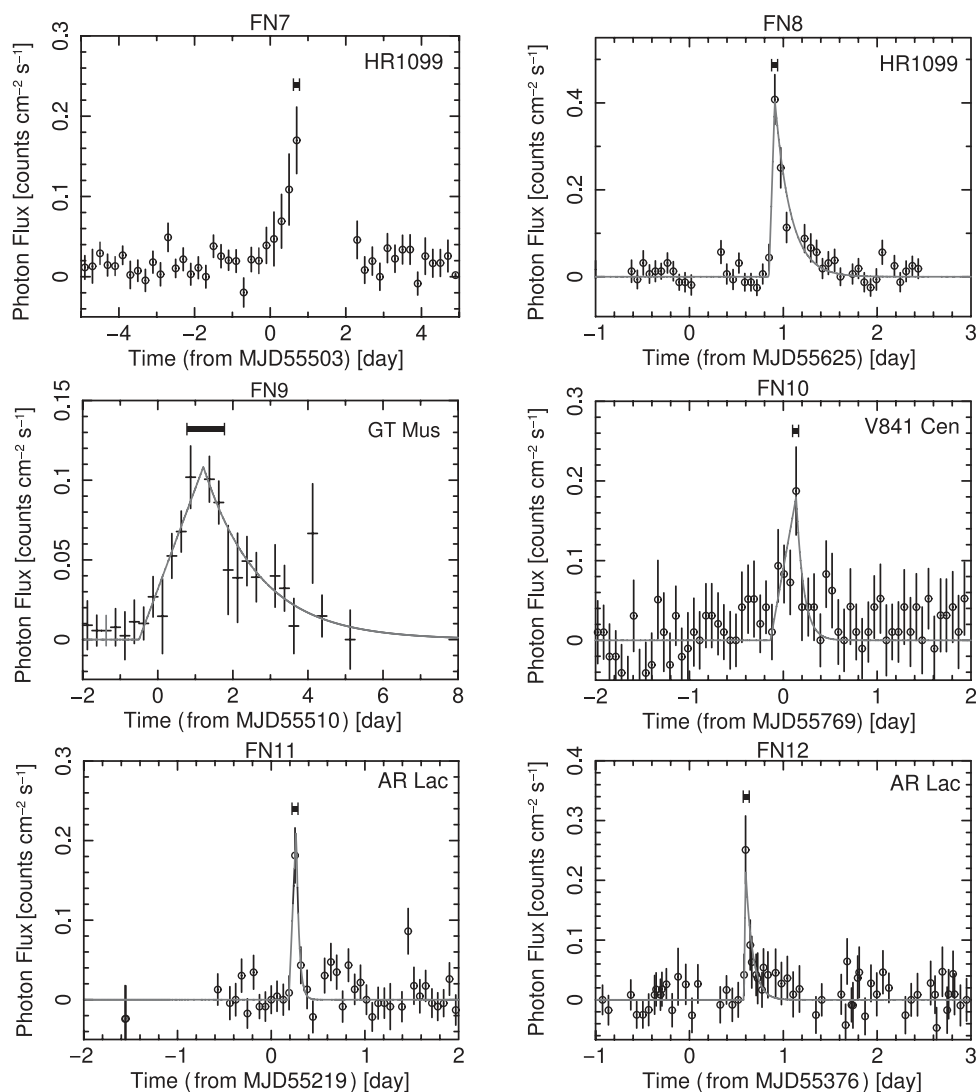 FN7
HR1099
Photon Flux [counts cm⁻² s⁻¹]
0 0.1 0.2 0.3
−4 −2 0 2 4
Time (from MJD55503) [day]
FN8
HR1099
Photon Flux [counts cm⁻² s⁻¹]
0 0.2 0.4
−1 0 1 2 3
Time (from MJD55625) [day]
FN9
GT Mus
Photon Flux [counts cm⁻² s⁻¹]
0 0.05 0.1 0.15
−2 0 2 4 6 8
Time (from MJD55510) [day]
FN10
V841 Cen
Photon Flux [counts cm⁻² s⁻¹]
0 0.1 0.2 0.3
−2 −1 0 1 2
Time (from MJD55769) [day]
FN11
AR Lac
Photon Flux [counts cm⁻² s⁻¹]
0 0.1 0.2 0.3
−2 −1 0 1 2
Time (from MJD55219) [day]
FN12
AR Lac
Photon Flux [counts cm⁻² s⁻¹]
0 0.1 0.2 0.3 0.4
−1 0 1 2 3
Time (from MJD55376) [day]